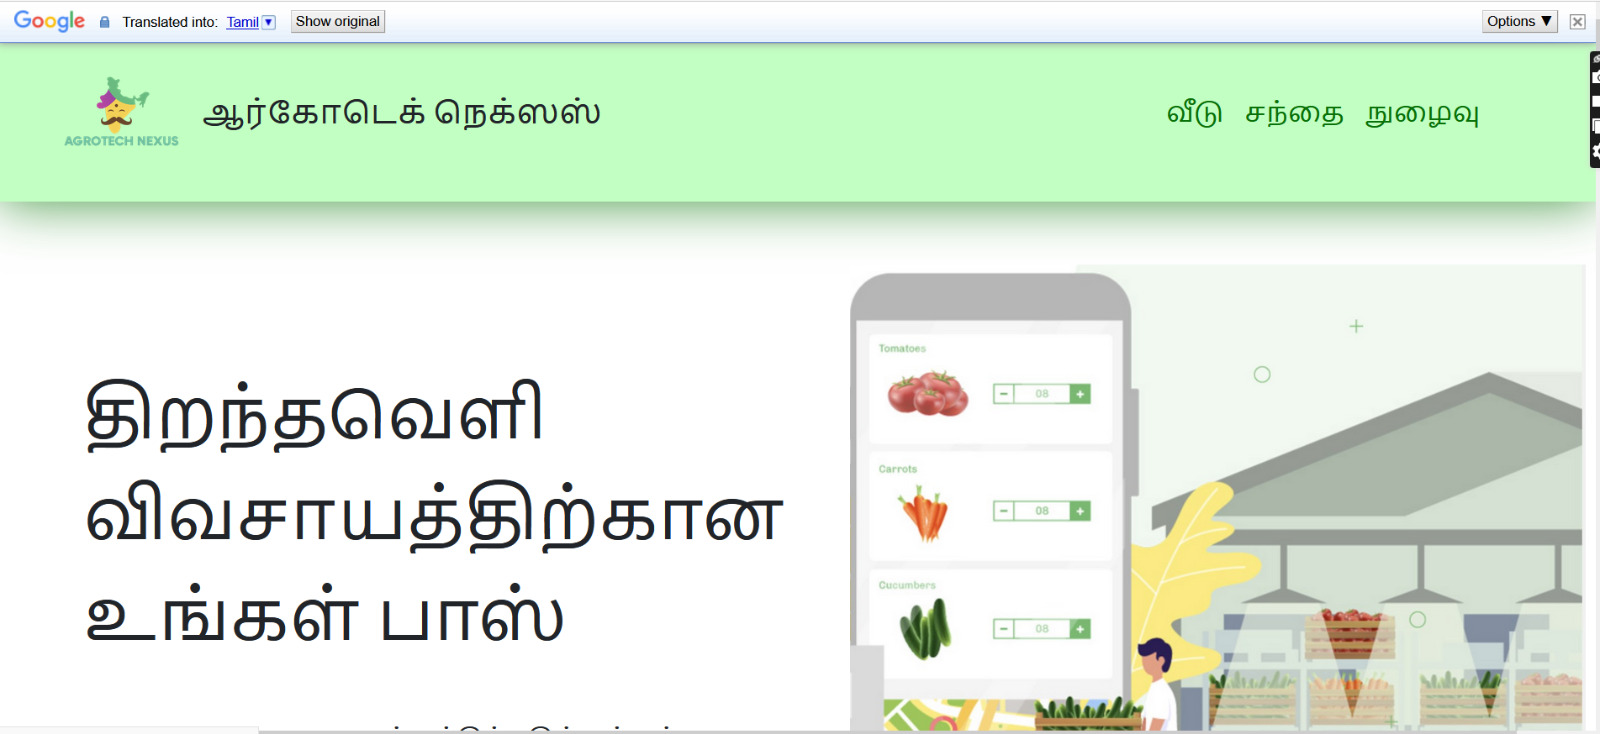 Google Translated into: Tamil ▼ Show original Options ▼
AGROTECH NEXUS
ஆர்கோடெக் நெக்ஸஸ்
வீடு சந்தை நுழைவு
திறந்தவெளி
விவசாயத்திற்கான
உங்கள் பாஸ்
Tomatoes
- 08 +
Carrots
- 08 +
Cucumbers
- 08 +